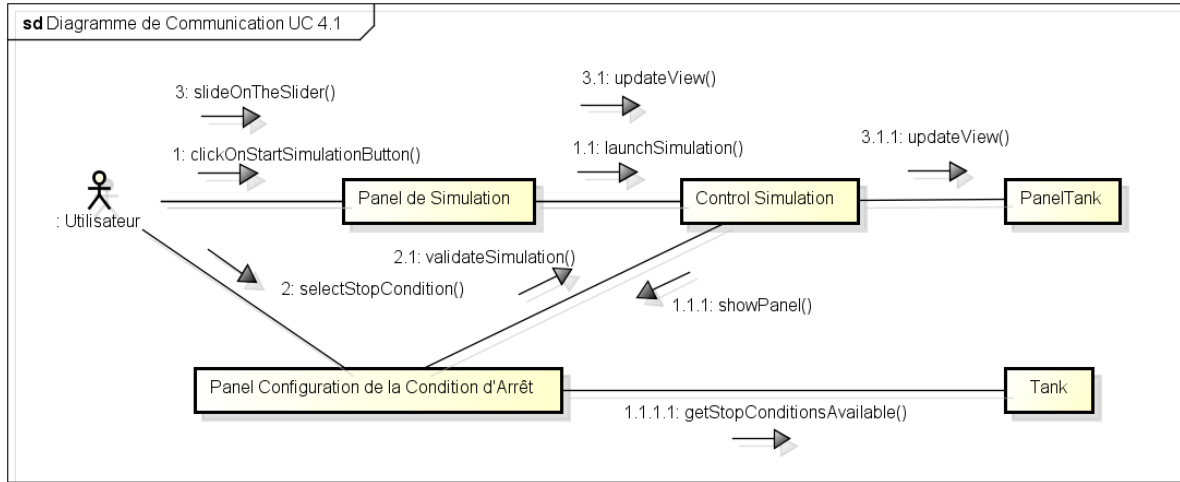 sd Diagramme de Communication UC 4.1
3: slideOnTheSlider()
3.1: updateView()
1: clickOnStartSimulationButton()
1.1: launchSimulation()
3.1.1: updateView()
: Utilisateur
Panel de Simulation
Control Simulation
PanelTank
2: selectStopCondition()
2.1: validateSimulation()
1.1.1: showPanel()
Panel Configuration de la Condition d'Arrêt
Tank
1.1.1.1: getStopConditionsAvailable()